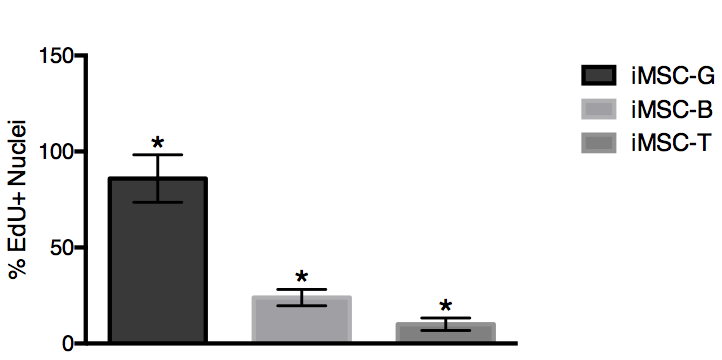 150
100
50
0
% EdU+ Nuclei
*
*
*
iMSC-G
iMSC-B
iMSC-T